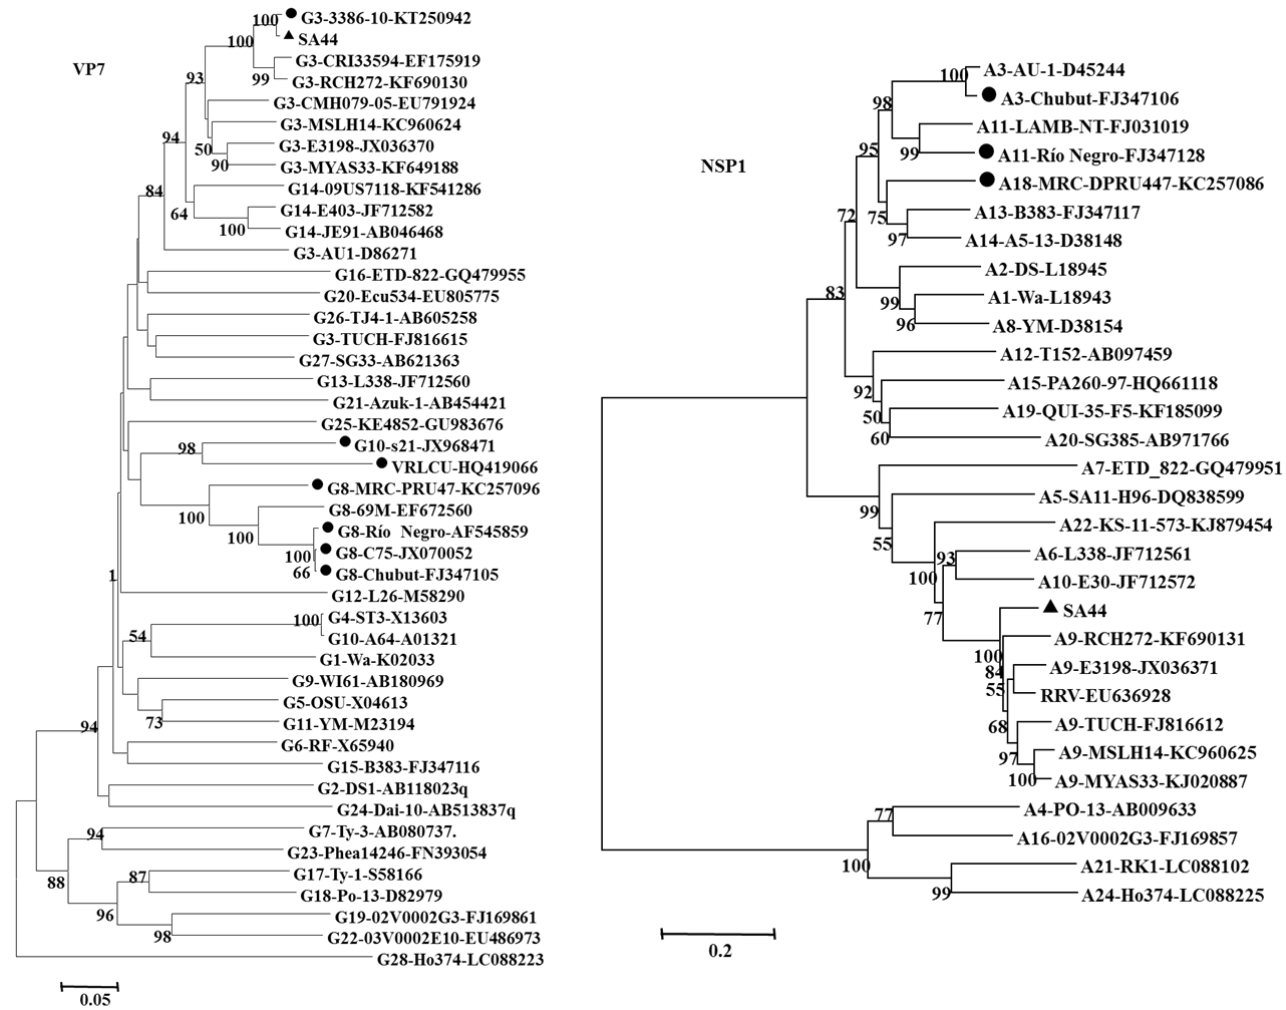 VP7
100
G3-3386-10-KT250942
SA44
100
G3-CRI33594-EF175919
99
G3-RCH272-KF690130
93
G3-CMH079-05-EU791924
G3-MSLH14-KC960624
94
G3-E3198-JX036370
50
90
G3-MYAS33-KF649188
84
G14-09US7118-KF541286
64
G14-E403-JF712582
100
G14-JE91-AB046468
G3-AU1-D86271
G16-ETD-822-GQ479955
G20-Ecu534-EU805775
G26-TJ4-1-AB605258
G3-TUCH-FJ816615
G27-SG33-AB621363
G13-L338-JF712560
G21-Azuk-1-AB454421
G25-KE4852-GU983676
98
G10-s21-JX968471
VRLCU-HQ419066
G8-MRC-PRU47-KC257096
100
G8-69M-EF672560
100
G8-Río Negro-AF545859
100
G8-C75-JX070052
66
G8-Chubut-FJ347105
1
G12-L26-M58290
100
G4-ST3-X13603
54
G10-A64-A01321
G1-Wa-K02033
G9-WI61-AB180969
G5-OSU-X04613
73
G11-YM-M23194
94
G6-RF-X65940
G15-B383-FJ347116
G2-DS1-AB118023q
G24-Dai-10-AB513837q
94
G7-Ty-3-AB080737.
G23-Phea14246-FN393054
88
87
G17-Ty-1-S58166
G18-Po-13-D82979
96
G19-02V0002G3-FJ169861
98
G22-03V0002E10-EU486973
G28-Ho374-LC088223
0.05
NSP1
100
A3-AU-1-D45244
98
A3-Chubut-FJ347106
A11-LAMB-NT-FJ031019
95
99
A11-Río Negro-FJ347128
A18-MRC-DPRU447-KC257086
72
75
A13-B383-FJ347117
97
A14-A5-13-D38148
A2-DS-L18945
83
99
A1-Wa-L18943
96
A8-YM-D38154
A12-T152-AB097459
92
A15-PA260-97-HQ661118
50
A19-QUI-35-F5-KF185099
60
A20-SG385-AB971766
A7-ETD_822-GQ479951
99
A5-SA11-H96-DQ838599
55
A22-KS-11-573-KJ879454
93
A6-L338-JF712561
100
A10-E30-JF712572
77
SA44
A9-RCH272-KF690131
100
84
A9-E3198-JX036371
55
RRV-EU636928
68
A9-TUCH-FJ816612
97
A9-MSLH14-KC960625
100
A9-MYAS33-KJ020887
77
A4-PO-13-AB009633
A16-02V0002G3-FJ169857
100
A21-RK1-LC088102
99
A24-Ho374-LC088225
0.2